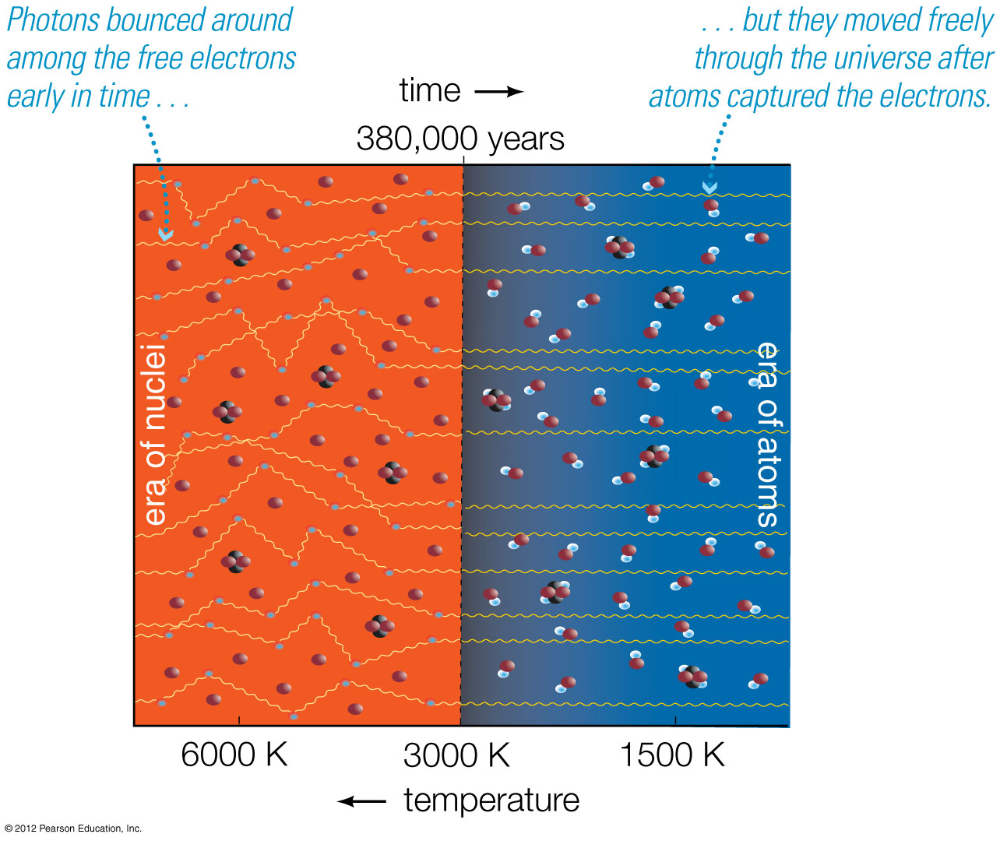 Photons bounced around
among the free electrons
early in time . . .
. . . but they moved freely
through the universe after
atoms captured the electrons.
time →
380,000 years
era of nuclei
era of atoms
6000 K
3000 K
1500 K
← temperature
© 2012 Pearson Education, Inc.